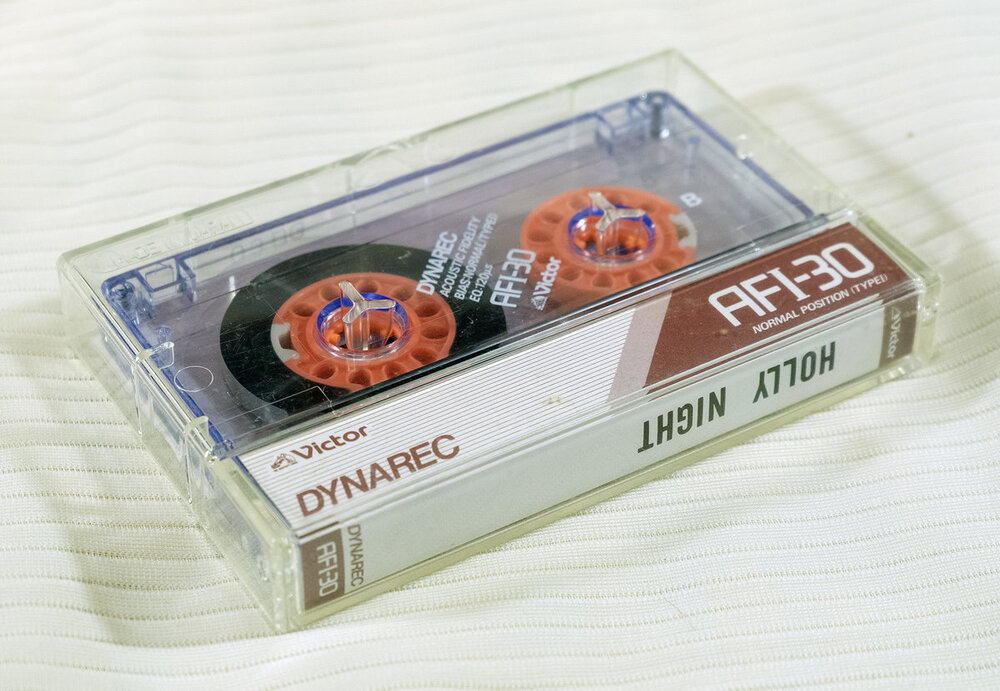 DYNAREC
ACOUSTIC FIDELITY
BIAS:NORMAL(TYPEI)
EQ:120μs
AFI-30
Victor
B
AFI-30
NORMAL POSITION (TYPEI)
Victor
DYNAREC
HOLLY NIGHT
Victor
AFI-30
DYNAREC